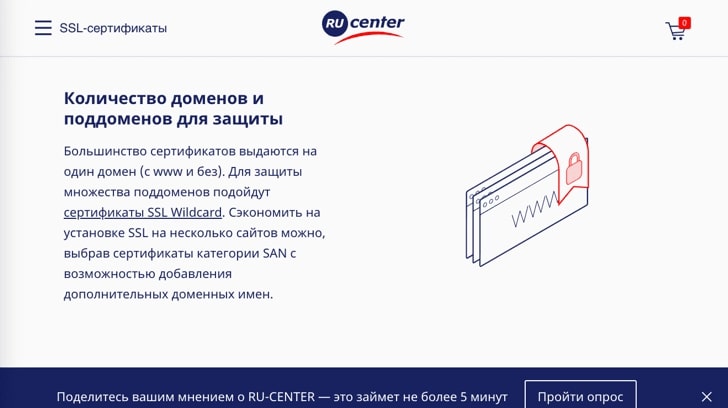 SSL-сертификаты
RU center
0
Количество доменов и
поддоменов для защиты
Большинство сертификатов выдаются на
один домен (с www и без). Для защиты
множества поддоменов подойдут
сертификаты SSL Wildcard. Сэкономить на
установке SSL на несколько сайтов можно,
выбрав сертификаты категории SAN с
возможностью добавления
дополнительных доменных имен.
WWW
Поделитесь вашим мнением о RU-CENTER — это займет не более 5 минут
Пройти опрос